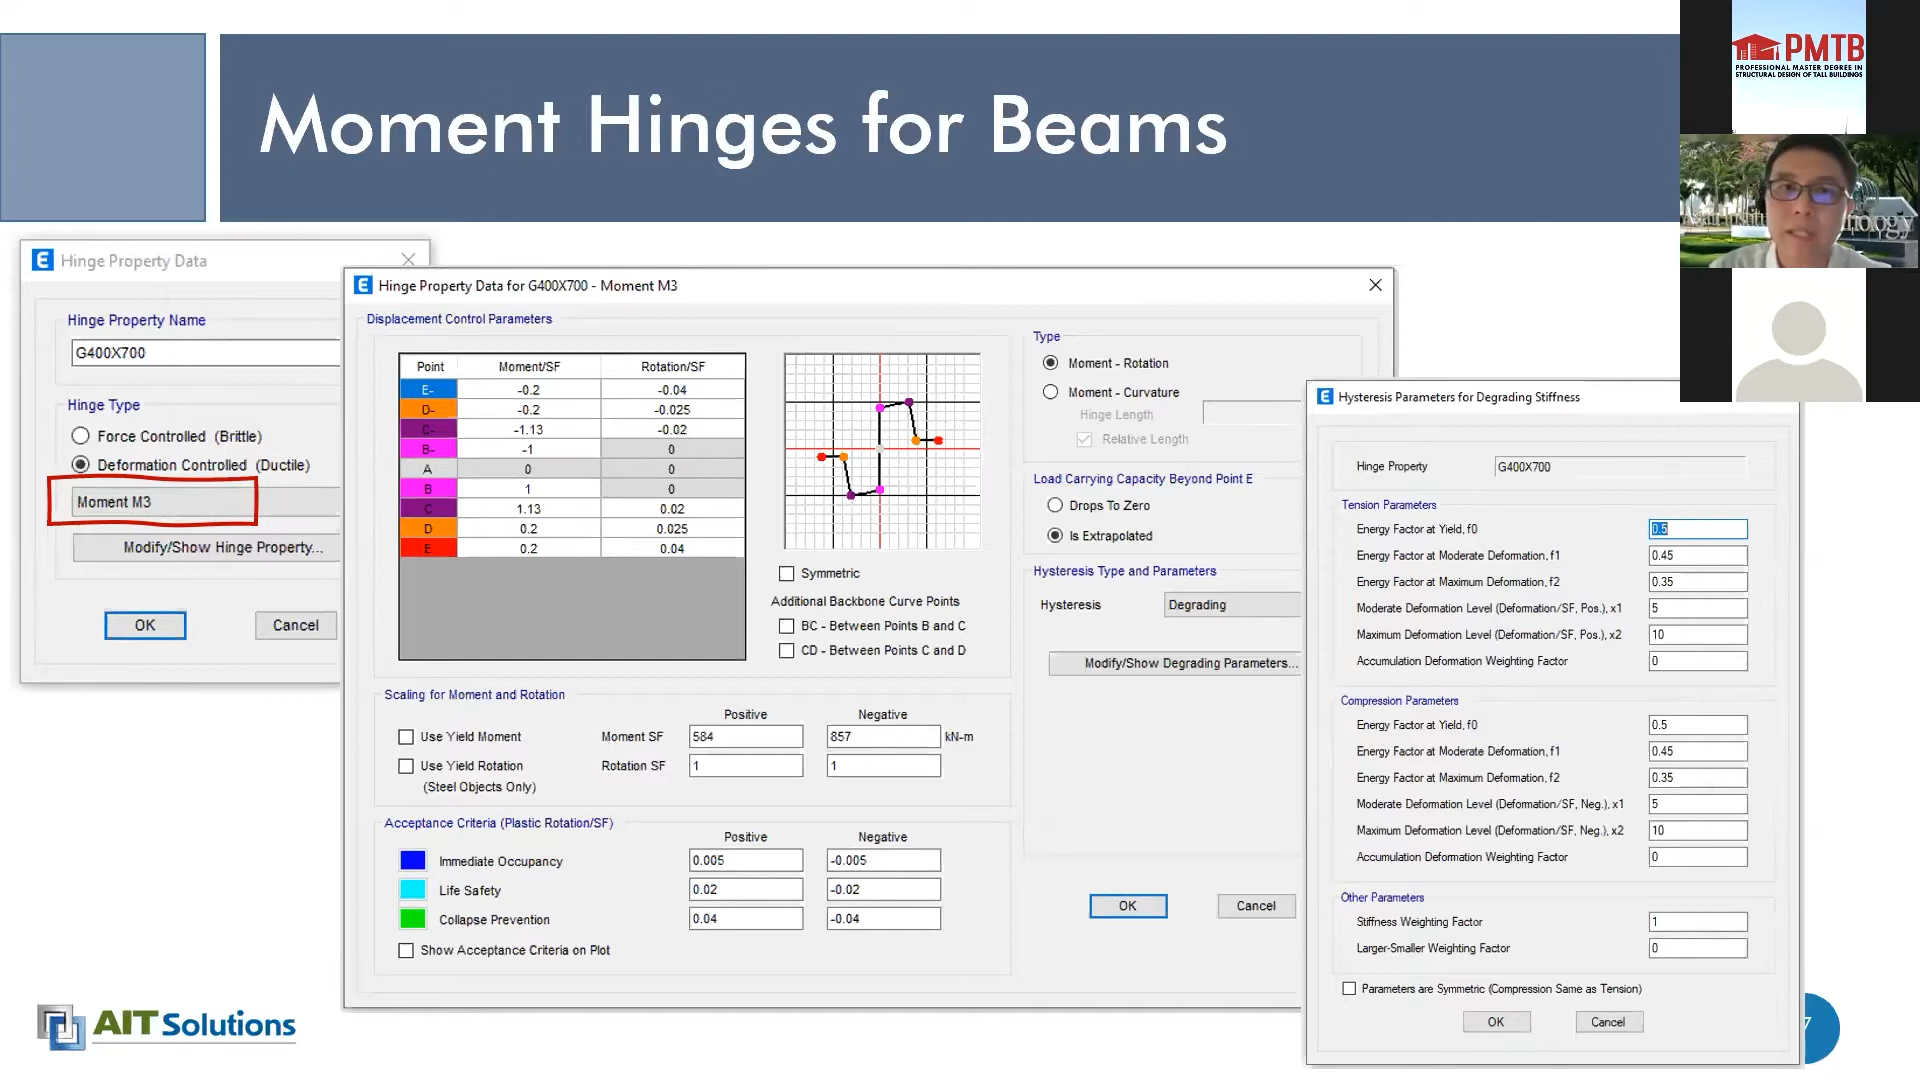 Moment Hinges for Beams
PMTB
PROFESSIONAL MASTER DEGREE IN
STRUCTURAL DESIGN OF TALL BUILDINGS
Hinge Property Data
Hinge Property Name
G400X700
Hinge Type
Force Controlled (Brittle)
Deformation Controlled (Ductile)
Moment M3
Modify/Show Hinge Property...
OK Cancel
Hinge Property Data for G400X700 - Moment M3
Displacement Control Parameters
Point Moment/SF Rotation/SF
E- -0.2 -0.04
D- -0.2 -0.025
C- -1.13 -0.02
B- -1 0
A 0 0
B 1 0
C 1.13 0.02
D 0.2 0.025
E 0.2 0.04
Symmetric
Additional Backbone Curve Points
BC - Between Points B and C
CD - Between Points C and D
Scaling for Moment and Rotation
Positive Negative
Use Yield Moment Moment SF 584 857 kN-m
Use Yield Rotation Rotation SF 1 1
(Steel Objects Only)
Acceptance Criteria (Plastic Rotation/SF)
Positive Negative
Immediate Occupancy 0.005 -0.005
Life Safety 0.02 -0.02
Collapse Prevention 0.04 -0.04
Show Acceptance Criteria on Plot
Type
Moment - Rotation
Moment - Curvature
Hinge Length
Relative Length
Load Carrying Capacity Beyond Point E
Drops To Zero
Is Extrapolated
Hysteresis Type and Parameters
Hysteresis Degrading
Modify/Show Degrading Parameters...
OK Cancel
Hysteresis Parameters for Degrading Stiffness
Hinge Property G400X700
Tension Parameters
Energy Factor at Yield, f0 0.5
Energy Factor at Moderate Deformation, f1 0.45
Energy Factor at Maximum Deformation, f2 0.35
Moderate Deformation Level (Deformation/SF, Pos.), x1 5
Maximum Deformation Level (Deformation/SF, Pos.), x2 10
Accumulation Deformation Weighting Factor 0
Compression Parameters
Energy Factor at Yield, f0 0.5
Energy Factor at Moderate Deformation, f1 0.45
Energy Factor at Maximum Deformation, f2 0.35
Moderate Deformation Level (Deformation/SF, Neg.), x1 5
Maximum Deformation Level (Deformation/SF, Neg.), x2 10
Accumulation Deformation Weighting Factor 0
Other Parameters
Stiffness Weighting Factor 1
Larger-Smaller Weighting Factor 0
Parameters are Symmetric (Compression Same as Tension)
OK Cancel
AIT Solutions
7